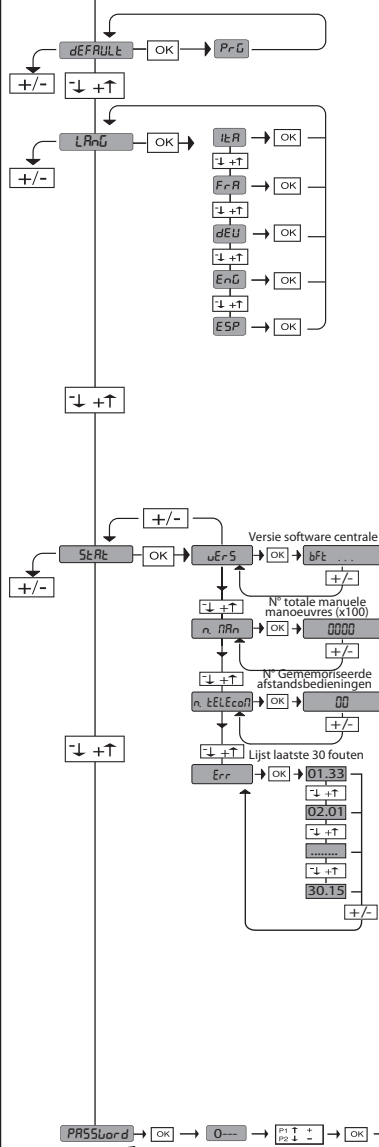 dEFAULt OK PrG
+/- -↓ +↑
LAnG OK ItA OK
+/- -↓ +↑
FrA OK
-↓ +↑
dEU OK
-↓ +↑
EnG OK
-↓ +↑
ESP OK
-↓ +↑
+/-
Versie software centrale
StAt OK vErS OK bFt ...
+/- +/-
-↓ +↑
N° totale manuele
manoeuvres (x100)
n. MAn OK 0000
+/-
-↓ +↑
N° Gememoriseerde
afstandsbedieningen
n. tELEcoM OK 00
+/-
-↓ +↑
-↓ +↑
Lijst laatste 30 fouten
Err OK 01.33
-↓ +↑
02.01
-↓ +↑
........
-↓ +↑
30.15
+/-
PASSword OK 0--- P1 ↑ + OK
P2 ↓ -